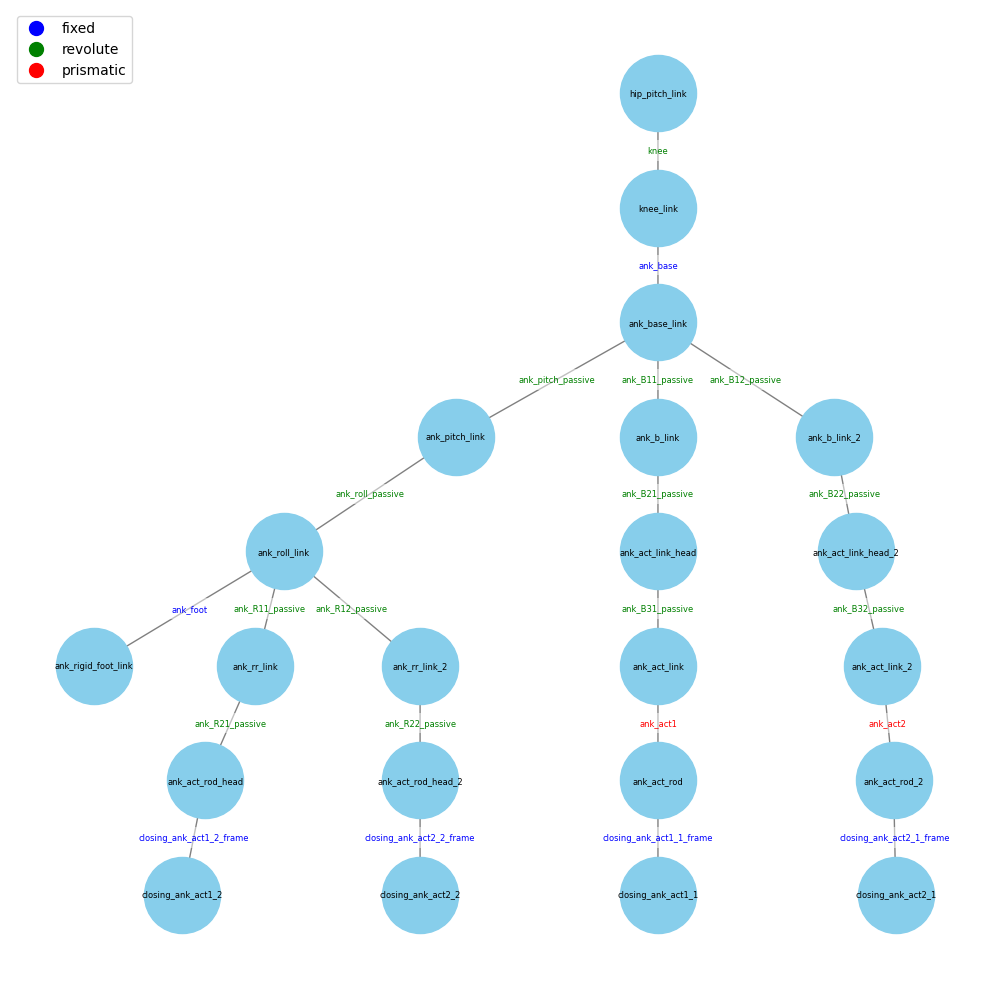 fixed
revolute
prismatic
hip_pitch_link
knee
knee_link
ank_base
ank_base_link
ank_pitch_passive ank_B11_passive ank_B12_passive
ank_pitch_link ank_b_link ank_b_link_2
ank_roll_passive ank_B21_passive ank_B22_passive
ank_roll_link ank_act_link_head ank_act_link_head_2
ank_foot ank_R11_passive ank_R12_passive ank_B31_passive ank_B32_passive
ank_rigid_foot_link ank_rr_link ank_rr_link_2 ank_act_link ank_act_link_2
ank_R21_passive ank_R22_passive ank_act1 ank_act2
ank_act_rod_head ank_act_rod_head_2 ank_act_rod ank_act_rod_2
closing_ank_act1_2_frame closing_ank_act2_2_frame closing_ank_act1_1_frame closing_ank_act2_1_frame
closing_ank_act1_2 closing_ank_act2_2 closing_ank_act1_1 closing_ank_act2_1